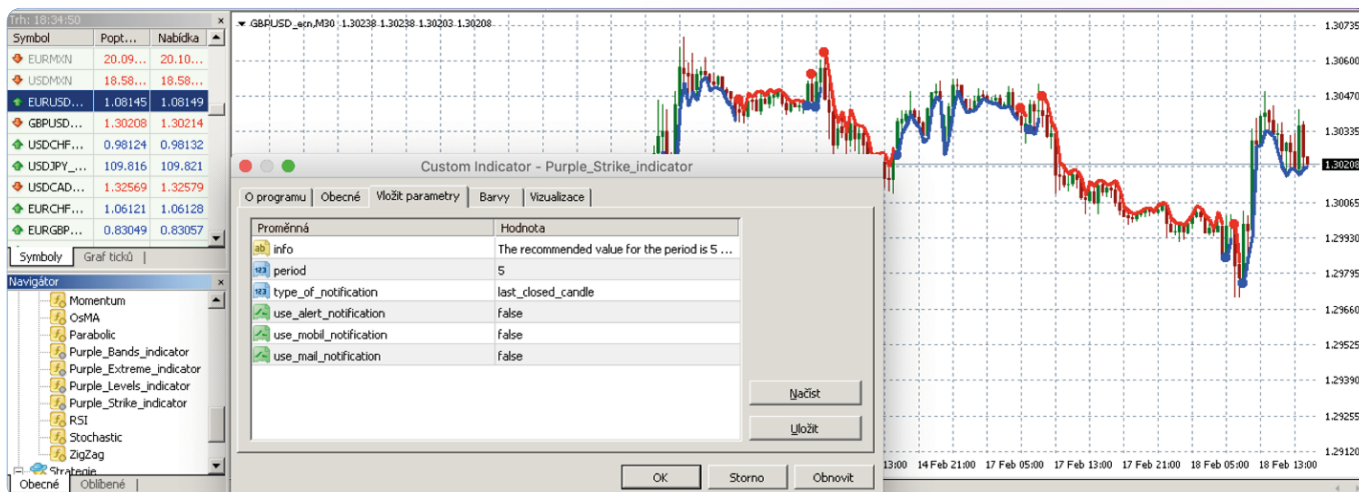 Trh: 18:34:50
Symbol Popt... Nabídka
EURMXN 20.09... 20.10...
USDMXN 18.58... 18.58...
EURUSD... 1.08145 1.08149
GBPUSD... 1.30208 1.30214
USDCHF... 0.98124 0.98132
USDJPY_... 109.816 109.821
USDCAD... 1.32569 1.32579
EURCHF... 1.06121 1.06128
EURGBP... 0.83049 0.83057
Symboly Graf ticků
Navigátor
Momentum
OsMA
Parabolic
Purple_Bands_indicator
Purple_Extreme_indicator
Purple_Levels_indicator
Purple_Strike_indicator
RSI
Stochastic
ZigZag
Strategie
Obecné Oblíbené
GBPUSD_ecn,M30 1.30238 1.30238 1.30203 1.30208
Custom Indicator - Purple_Strike_indicator
O programu Obecné Vložit parametry Barvy Vizualizace
Proměnná Hodnota
info The recommended value for the period is 5 ...
period 5
type_of_notification last_closed_candle
use_alert_notification false
use_mobil_notification false
use_mail_notification false
Načíst
Uložit
OK Storno Obnovit
1.30735
1.30600
1.30470
1.30335
1.30208
1.30065
1.29930
1.29795
1.29660
1.29525
1.29390
1.29255
1.29120
13:00 14 Feb 21:00 17 Feb 05:00 17 Feb 13:00 17 Feb 21:00 18 Feb 05:00 18 Feb 13:00